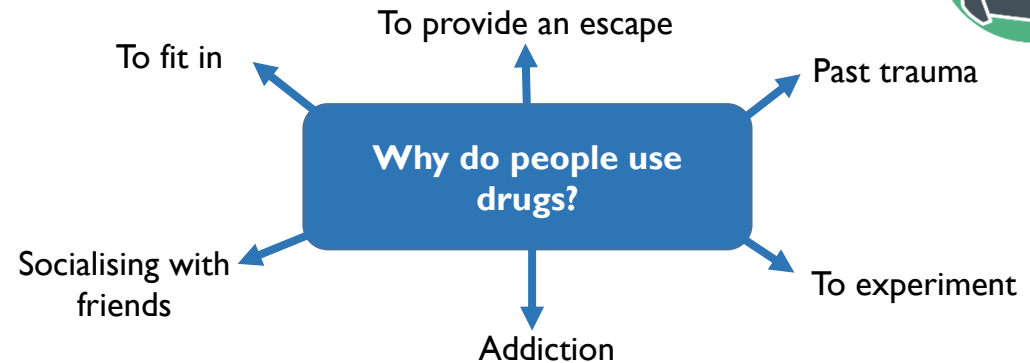 To provide an escape
To fit in
Past trauma
Why do people use
drugs?
Socialising with
friends
To experiment
Addiction